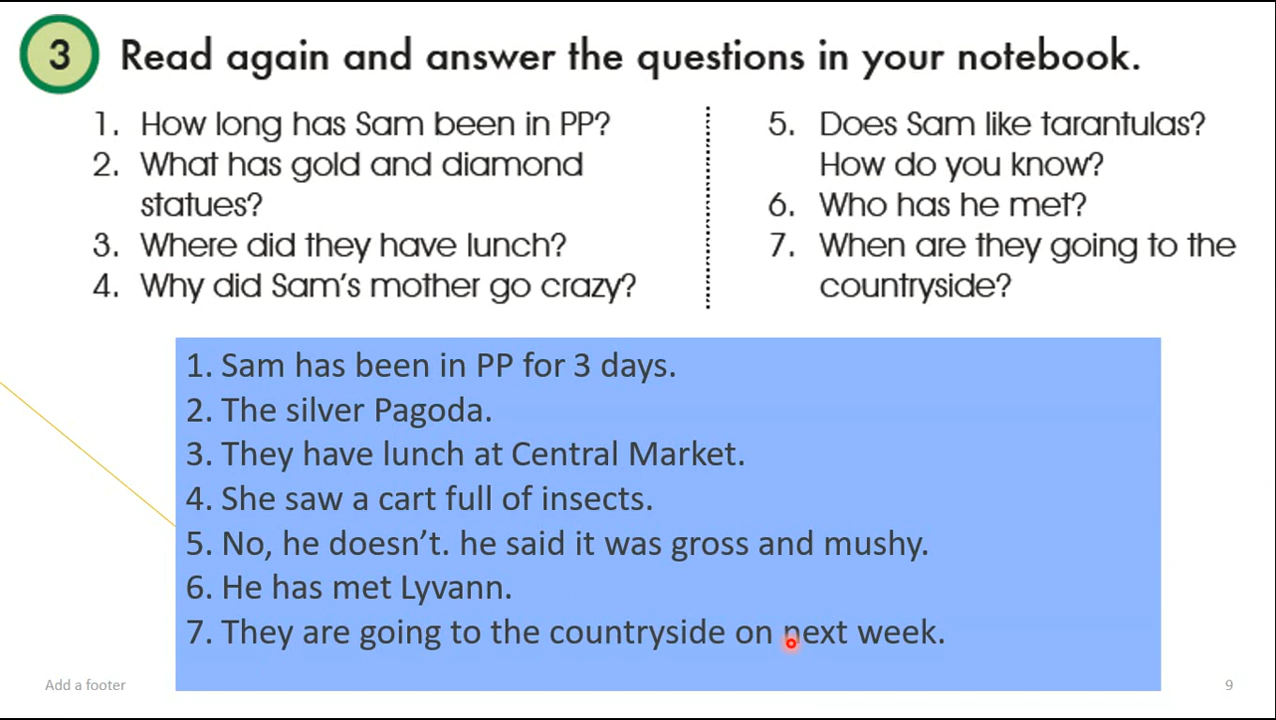 3 Read again and answer the questions in your notebook.
1. How long has Sam been in PP?
2. What has gold and diamond
statues?
3. Where did they have lunch?
4. Why did Sam's mother go crazy?
5. Does Sam like tarantulas?
How do you know?
6. Who has he met?
7. When are they going to the
countryside?
1. Sam has been in PP for 3 days.
2. The silver Pagoda.
3. They have lunch at Central Market.
4. She saw a cart full of insects.
5. No, he doesn’t. he said it was gross and mushy.
6. He has met Lyvann.
7. They are going to the countryside on next week.
Add a footer
9